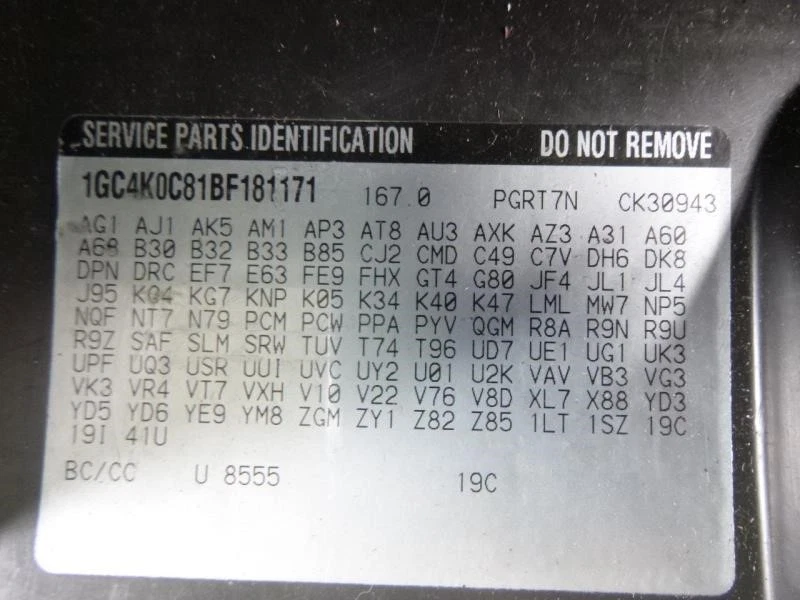 SERVICE PARTS IDENTIFICATION DO NOT REMOVE
1GC4K0C81BF181171 167.0 PGRT7N CK30943
AG1 AJ1 AK5 AM1 AP3 AT8 AU3 AXK AZ3 A31 A60
A68 B30 B32 B33 B85 CJ2 CMD C49 C7V DH6 DK8
DPN DRC EF7 E63 FE9 FHX GT4 G80 JF4 JL1 JL4
J95 KG4 KG7 KNP K05 K34 K40 K47 LML MW7 NP5
NQF NT7 N79 PCM PCW PPA PYV QGM R8A R9N R9U
R9Z SAF SLM SRW TUV T74 T96 UD7 UE1 UG1 UK3
UPF UQ3 USR UUI UVC UY2 U01 U2K VAV VB3 VG3
VK3 VR4 VT7 VXH V10 V22 V76 V8D XL7 X88 YD3
YD5 YD6 YE9 YM8 ZGM ZY1 Z82 Z85 1LT 1SZ 19C
19I 41U
BC/CC U 8555 19C